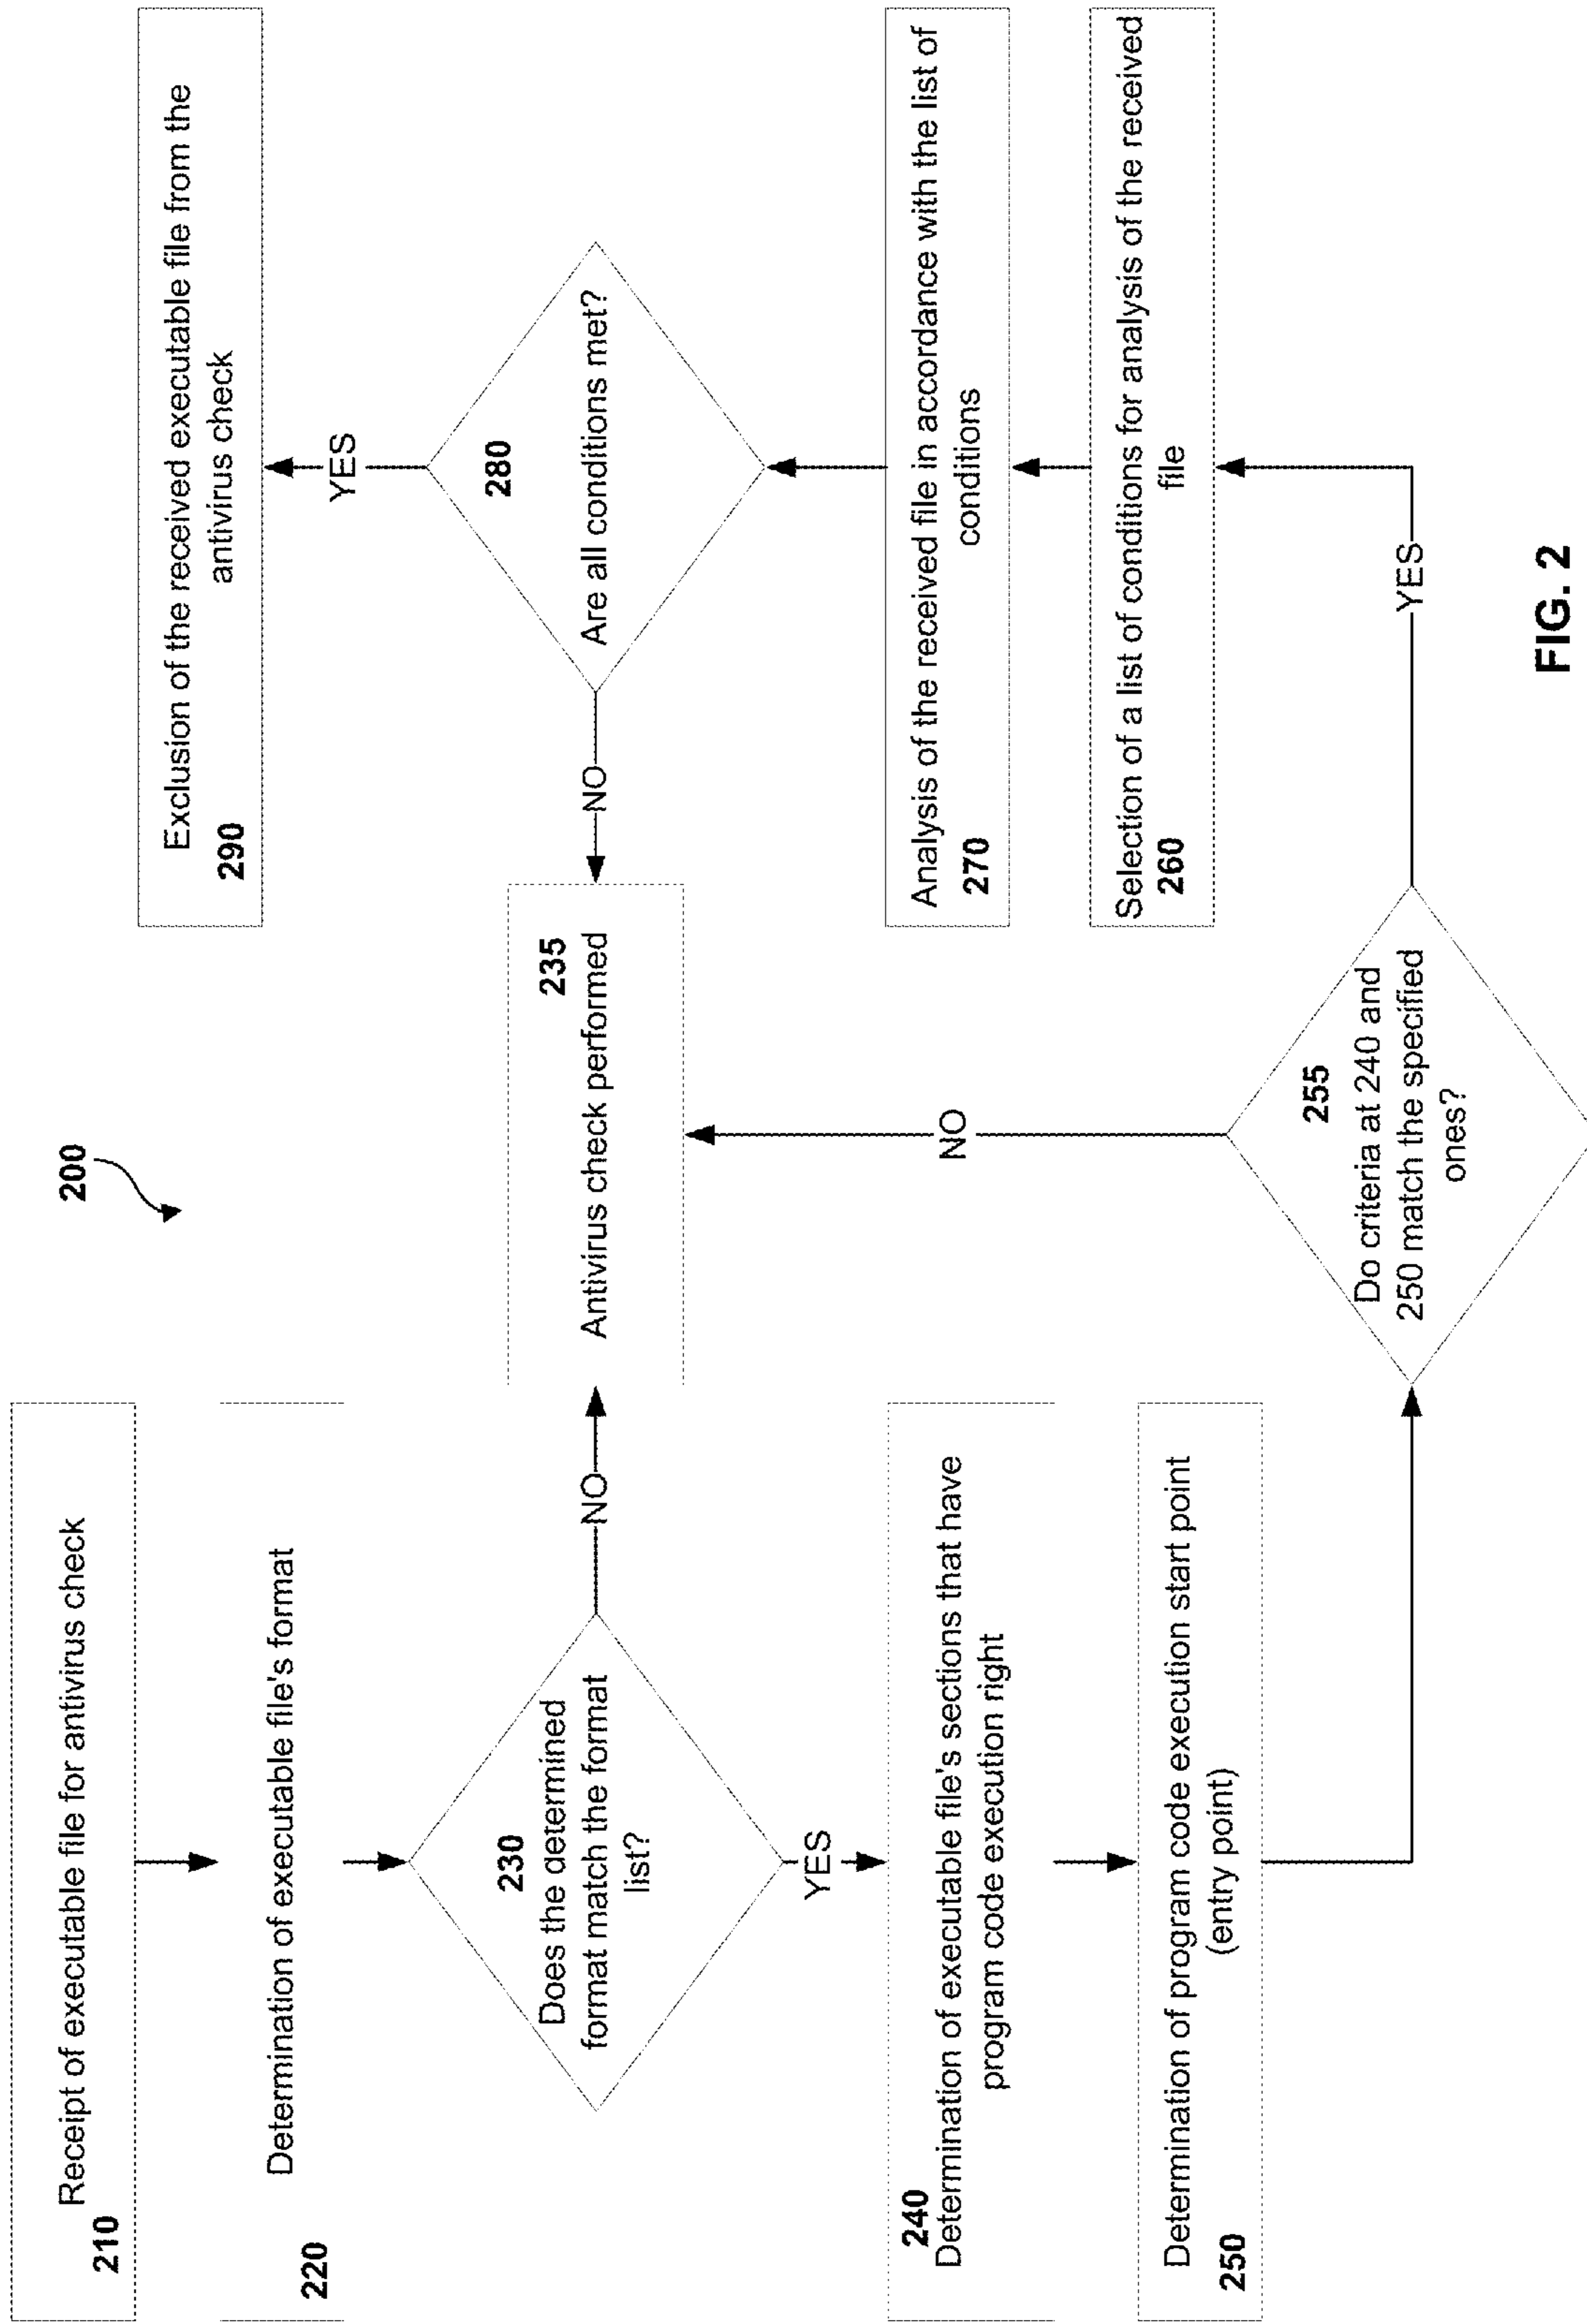 200
Receipt of executable file for antivirus check
210
Determination of executable file's format
220
230
Does the determined
format match the format
list?
NO
YES
240
Determination of executable file's sections that have
program code execution right
Determination of program code execution start point
(entry point)
250
235
Antivirus check performed
NO
255
Do criteria at 240 and
250 match the specified
ones?
YES
Selection of a list of conditions for analysis of the received
file
260
Analysis of the received file in accordance with the list of
conditions
270
280
Are all conditions met?
NO
YES
Exclusion of the received executable file from the
antivirus check
290
FIG. 2